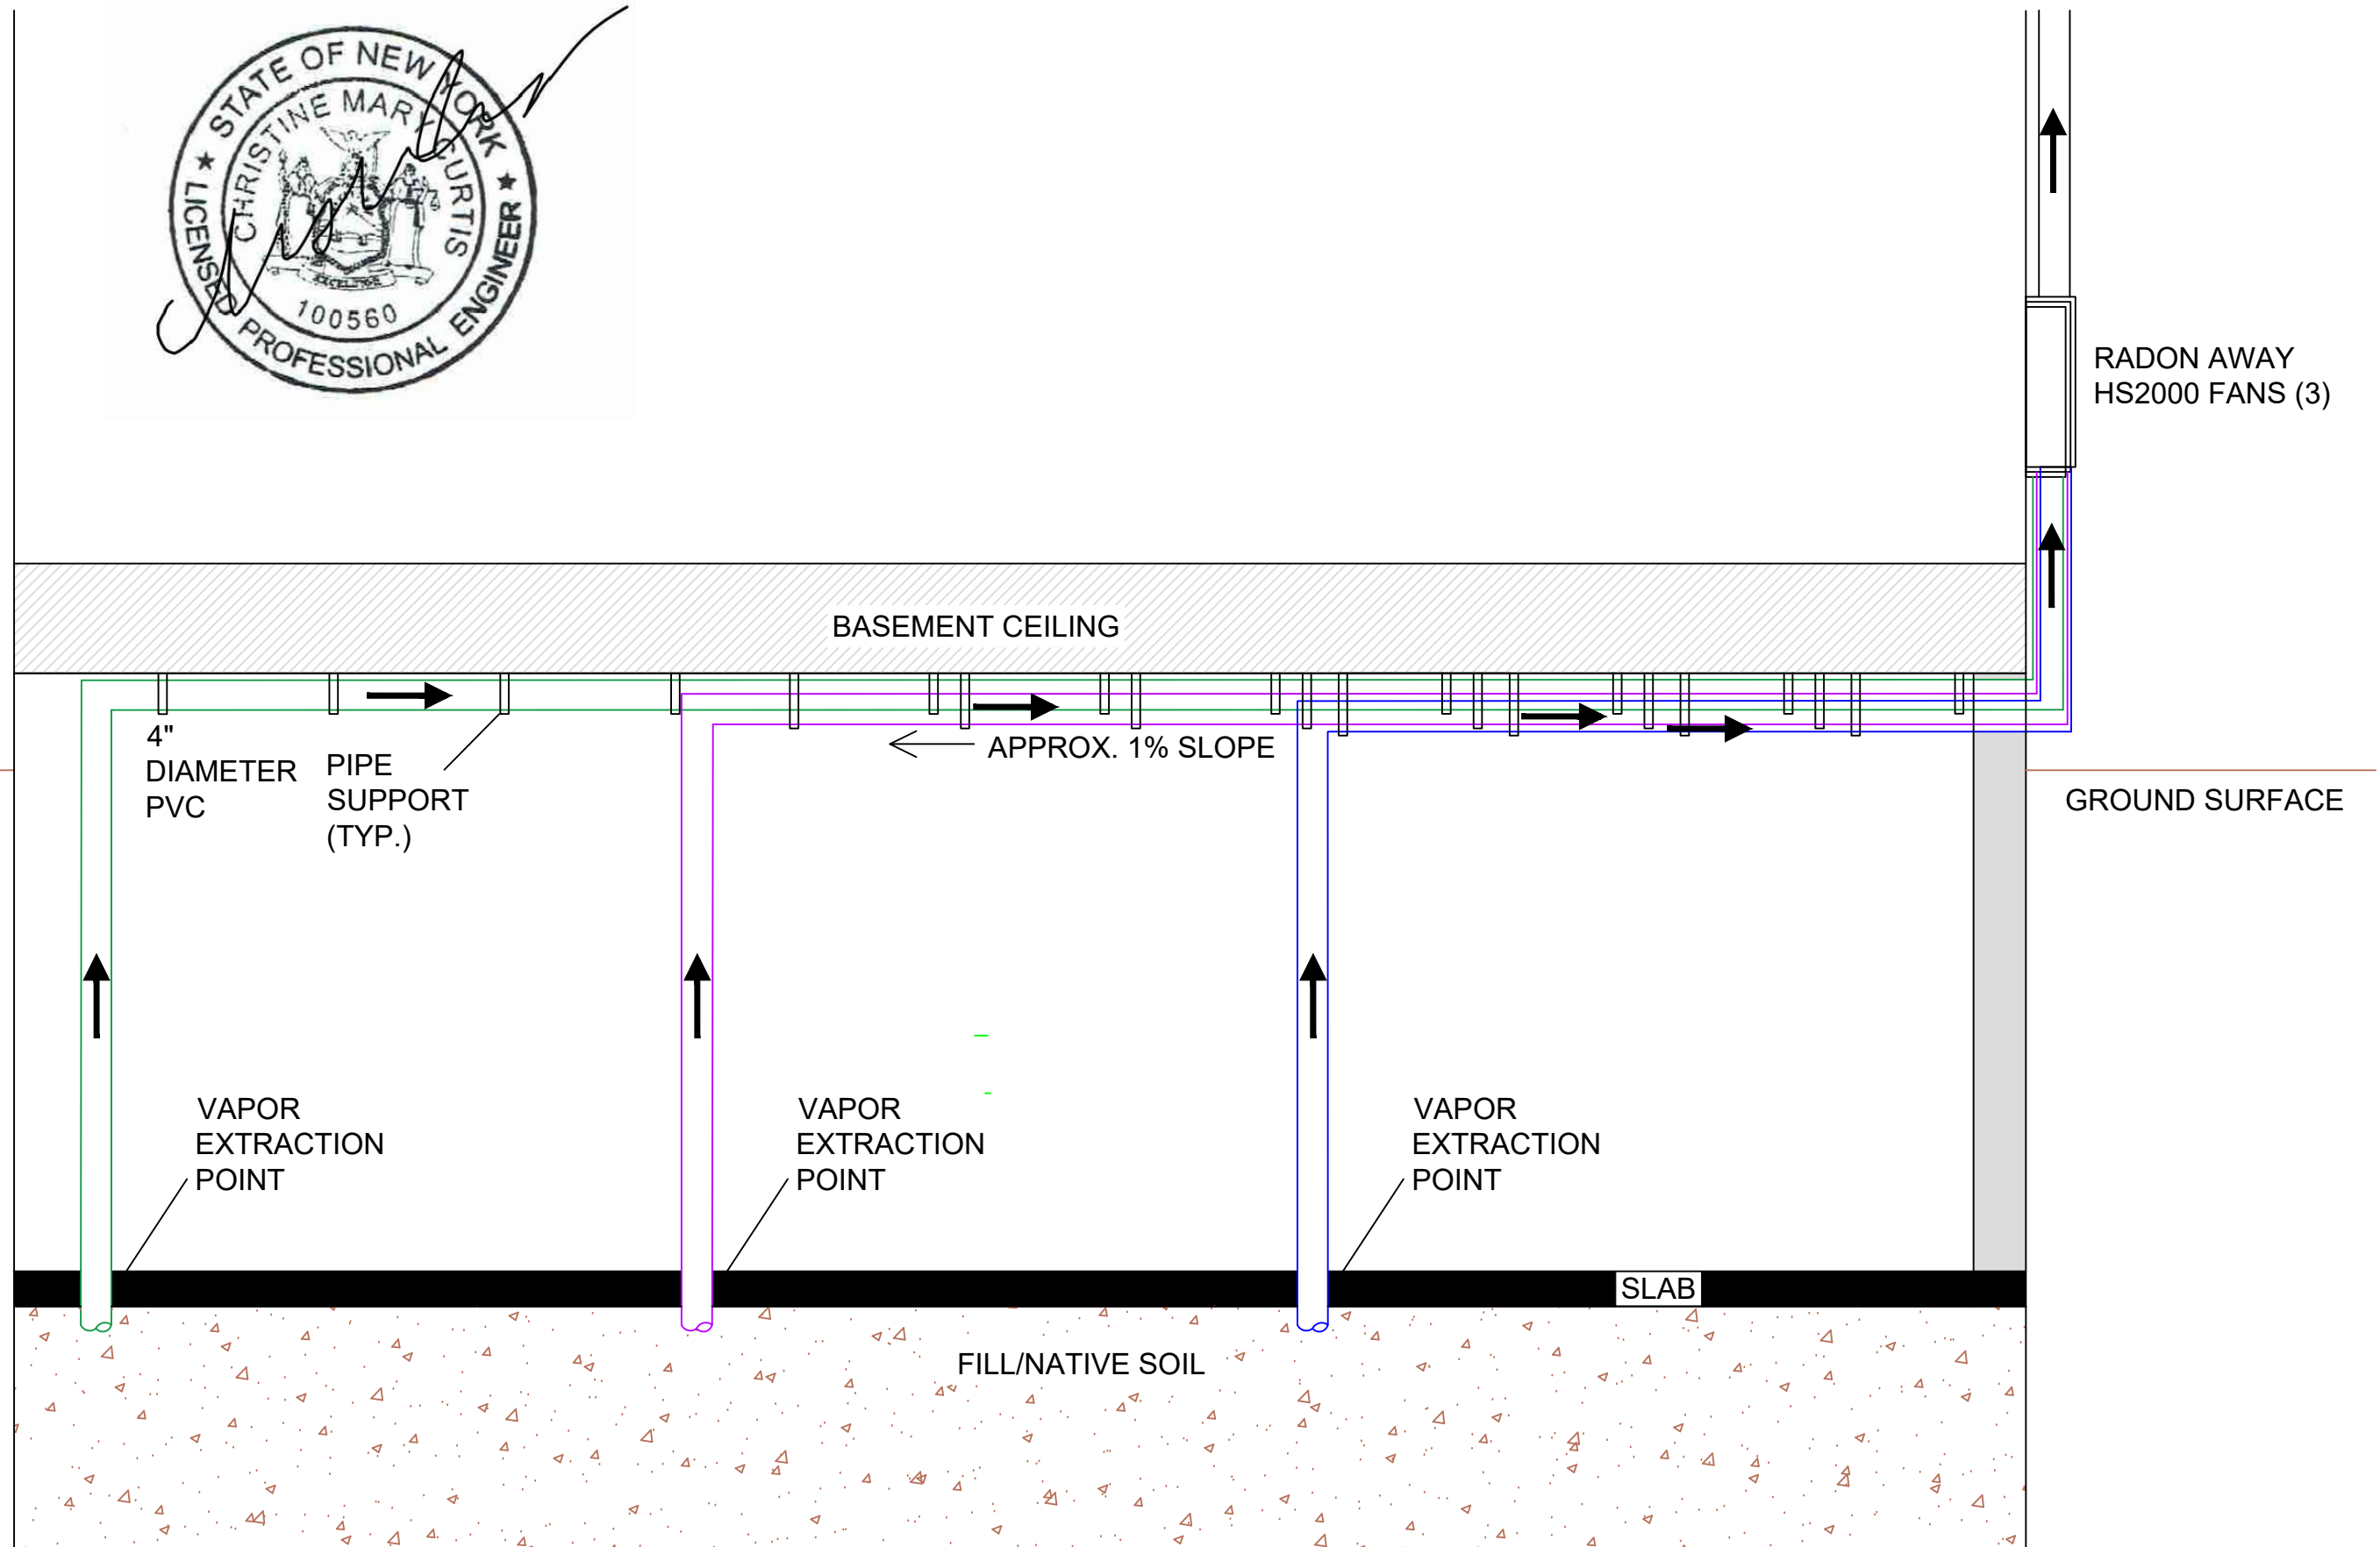 STATE OF NEW YORK
CHRISTINE MARY CURTIS
EXCELSIOR
100560
LICENSED PROFESSIONAL ENGINEER
RADON AWAY
HS2000 FANS (3)
BASEMENT CEILING
4"
DIAMETER
PVC
PIPE
SUPPORT
(TYP.)
APPROX. 1% SLOPE
GROUND SURFACE
VAPOR
EXTRACTION
POINT
VAPOR
EXTRACTION
POINT
VAPOR
EXTRACTION
POINT
SLAB
FILL/NATIVE SOIL